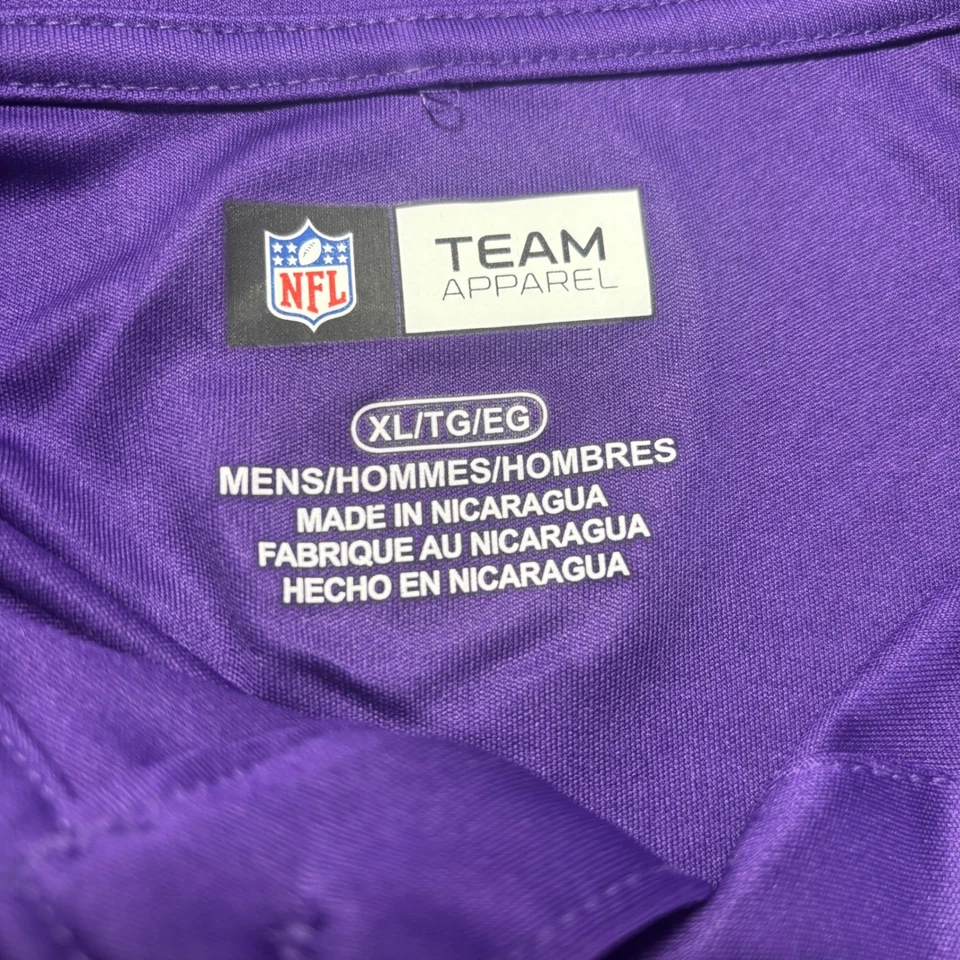 NFL
TEAM
APPAREL
XL/TG/EG
MENS/HOMMES/HOMBRES
MADE IN NICARAGUA
FABRIQUE AU NICARAGUA
HECHO EN NICARAGUA